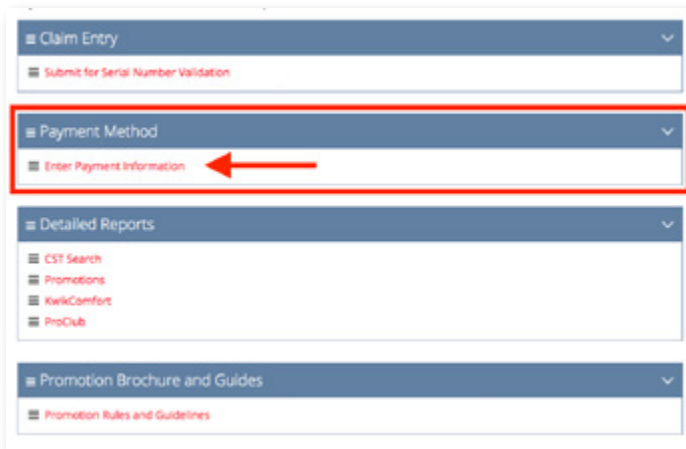 Claim Entry
Submit for Serial Number Validation
Payment Method
Enter Payment Information
Detailed Reports
CST Search
Promotions
KwikComfort
ProClub
Promotion Brochure and Guides
Promotion Rules and Guidelines